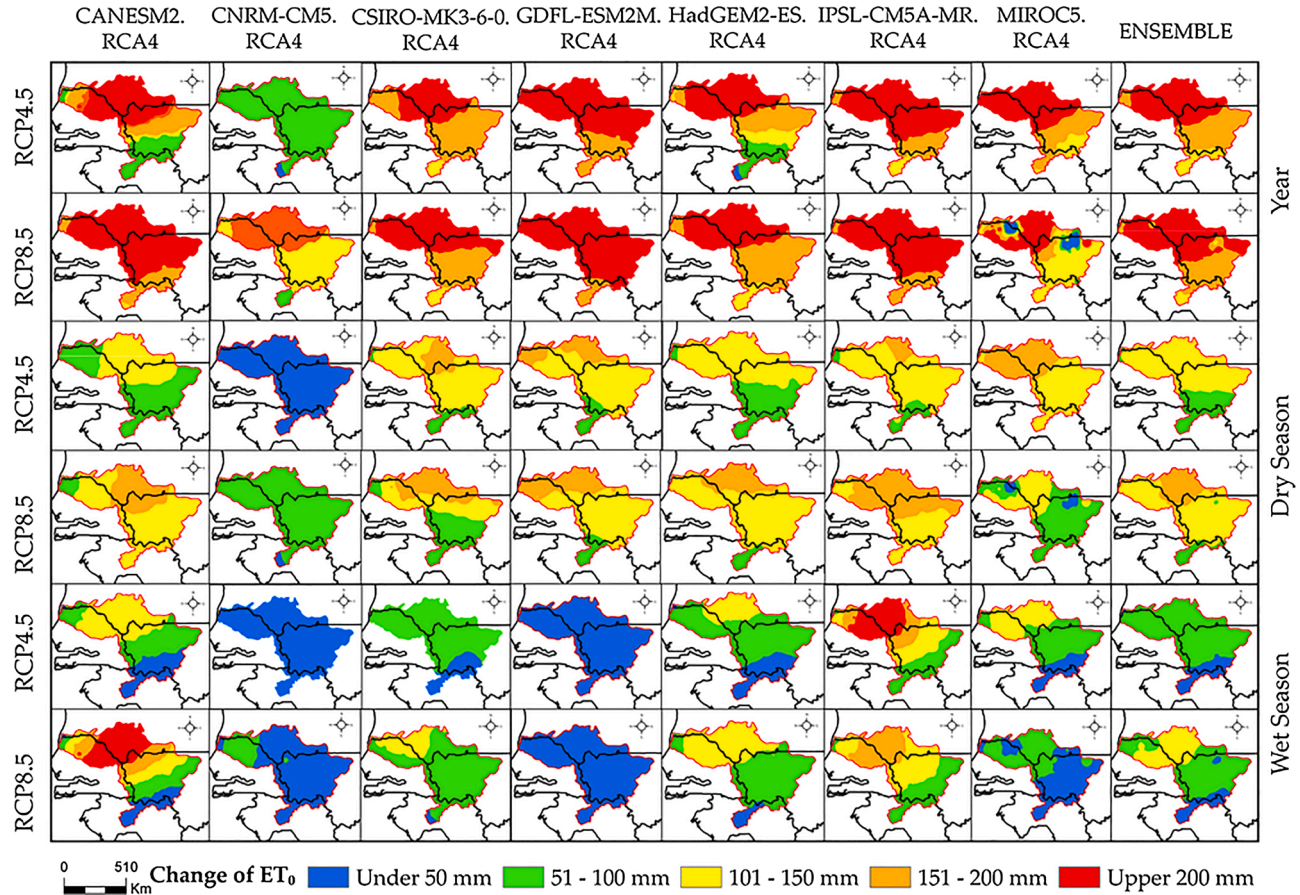 CANESM2. CNRM-CM5. CSIRO-MK3-6-0. GDFL-ESM2M. HadGEM2-ES. IPSL-CM5A-MR. MIROC5. ENSEMBLE
RCA4 RCA4 RCA4 RCA4 RCA4 RCA4 RCA4
RCP4.5
RCP8.5
Year
RCP4.5
RCP8.5
Dry Season
RCP4.5
RCP8.5
Wet Season
0 510
Km
Change of ET₀ Under 50 mm 51 - 100 mm 101 - 150 mm 151 - 200 mm Upper 200 mm